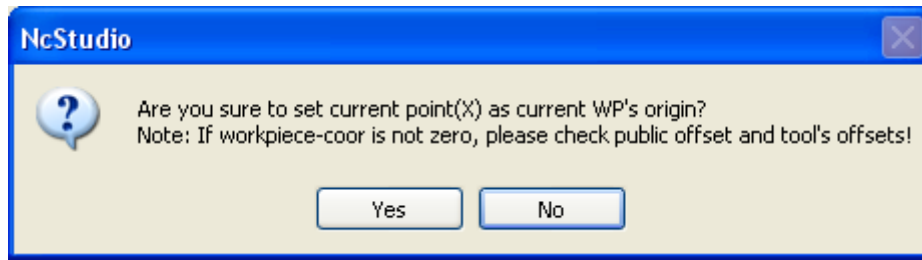 NcStudio
Are you sure to set current point(X) as current WP's origin?
Note: If workpiece-coor is not zero, please check public offset and tool's offsets!
Yes
No